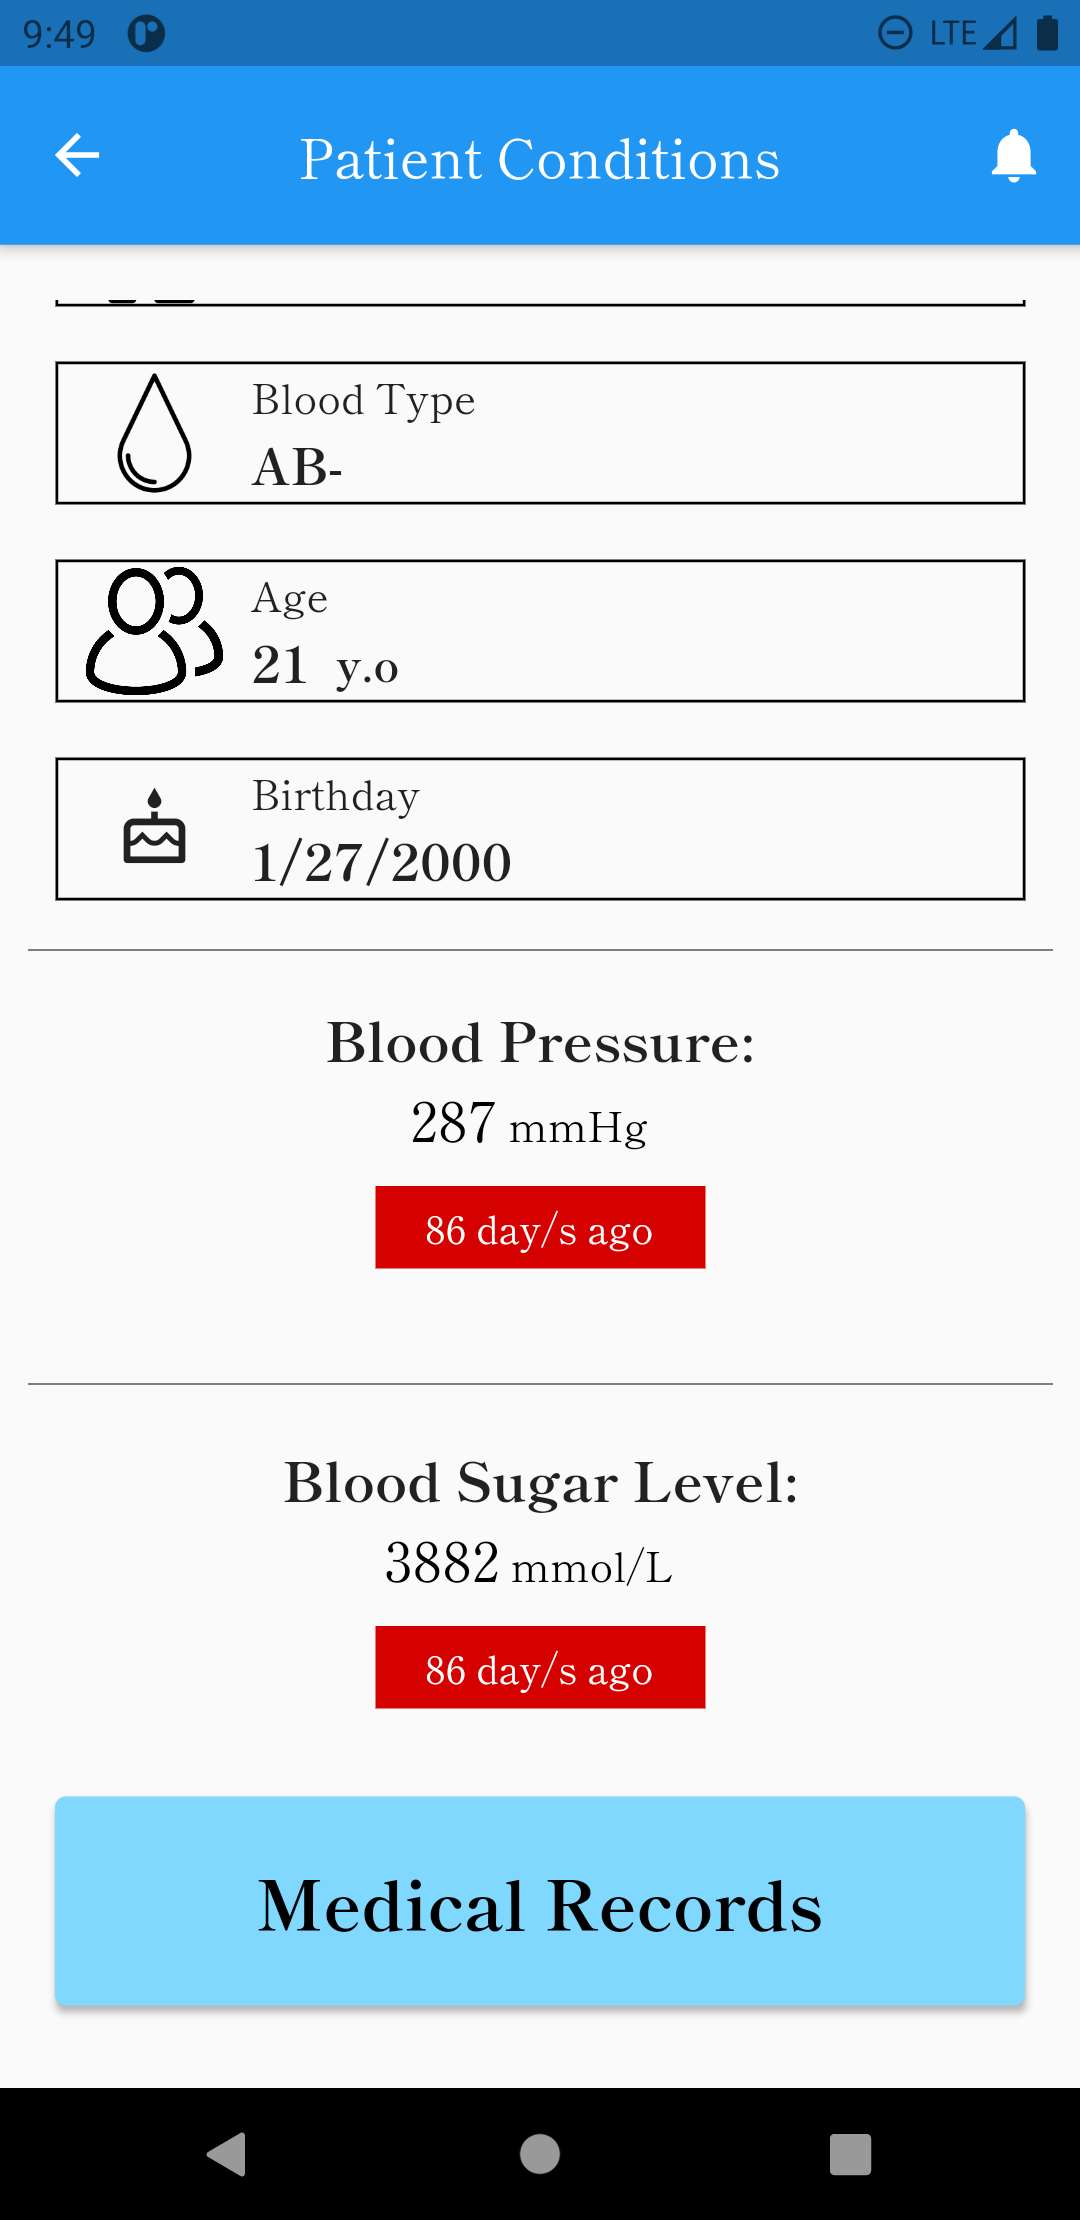 9:49 LTE
Patient Conditions
Blood Type
AB-
Age
21 y.o
Birthday
1/27/2000
Blood Pressure:
287 mmHg
86 day/s ago
Blood Sugar Level:
3882 mmol/L
86 day/s ago
Medical Records